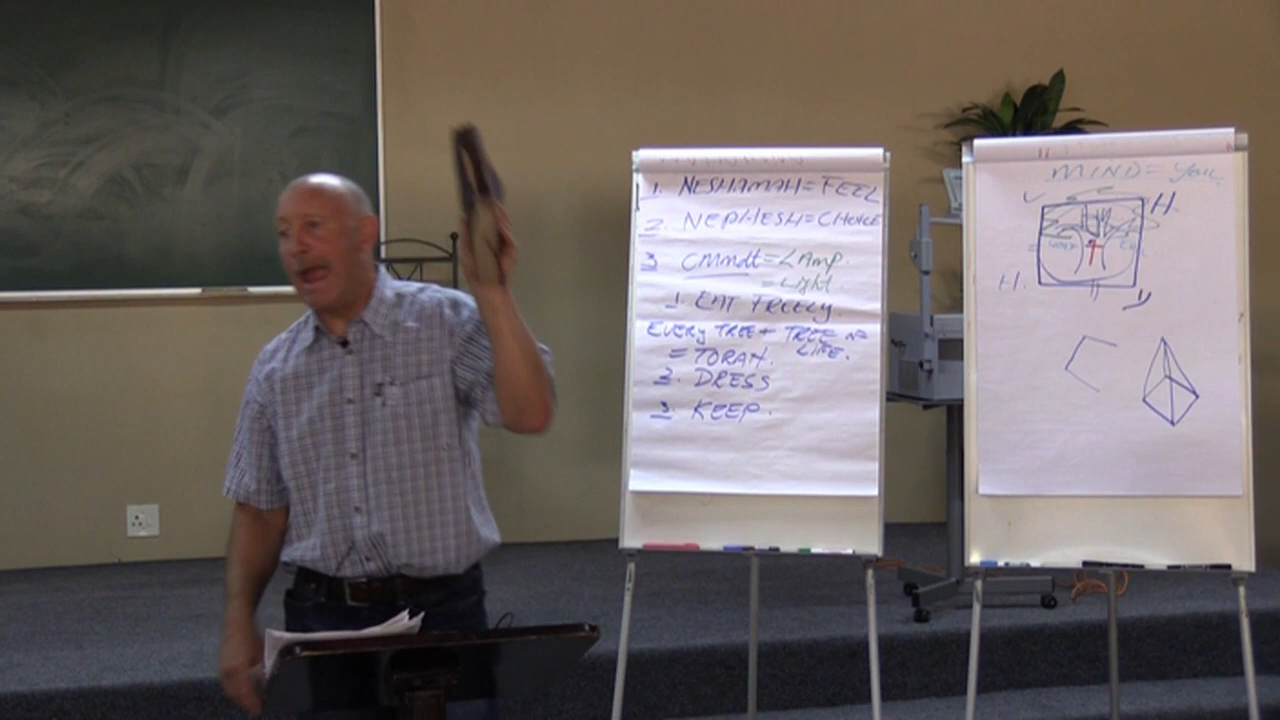 1. NESHAMAH = FEEL
2. NEPHESH = CHOICE
3 CMMdt = LAMP.
= Light.
1. EAT FREELY.
EVERY TREE + TREE OF
= TORAH. LIFE.
2. DRESS
3. KEEP.
MIND = You
H
H.